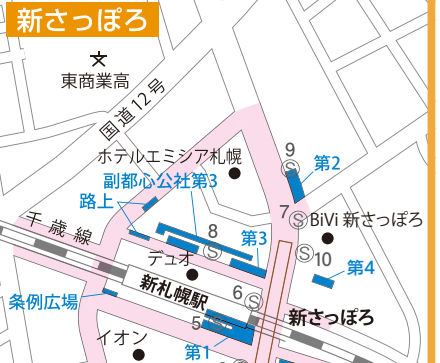 新さっぽろ
東商業高
国道12号
ホテルエミシア札幌
9
S
第2
副都心公社第3
路上
7
S
BiVi 新さっぽろ
千歳線
8
S
第3
S
10
デュオ
第4
新札幌駅
条例広場
6
S
新さっぽろ
5
S
イオン
第1
S